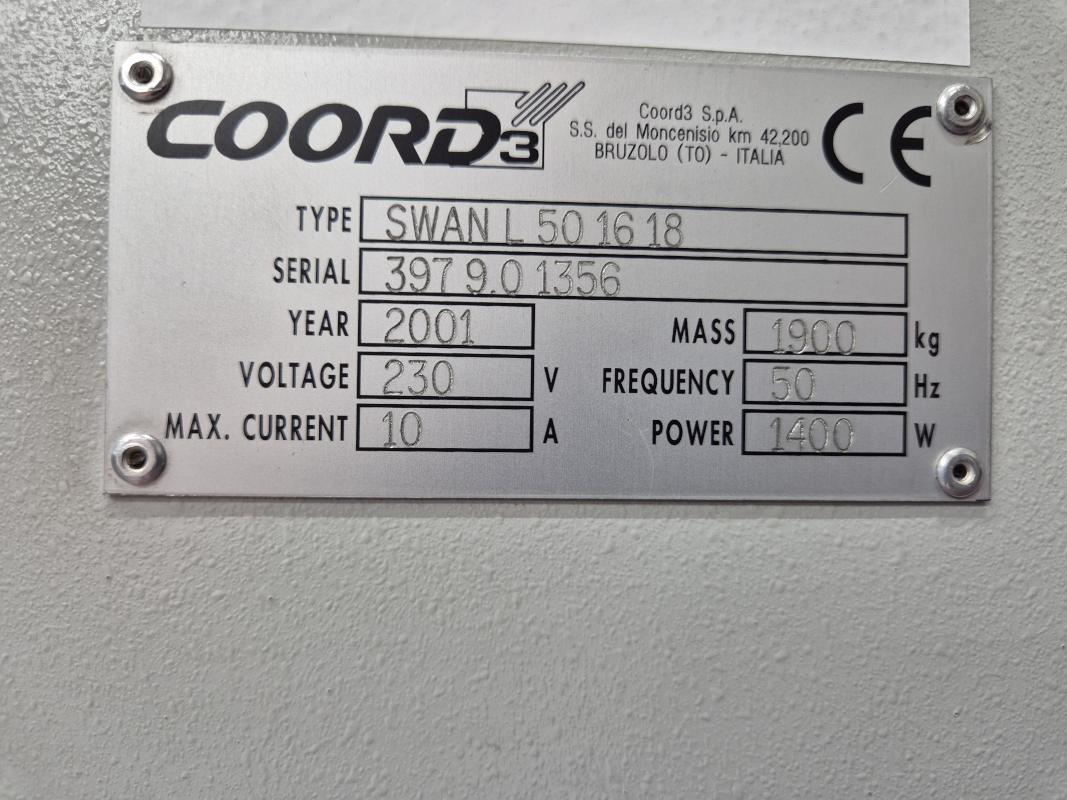 COORD3
Coord3 S.p.A.
S.S. del Moncenisio km 42,200
BRUZOLO (TO) - ITALIA
CE
TYPE SWAN L 50 16 18
SERIAL 397 9.0 1356
YEAR 2001 MASS 1900 kg
VOLTAGE 230 V FREQUENCY 50 Hz
MAX. CURRENT 10 A POWER 1400 W